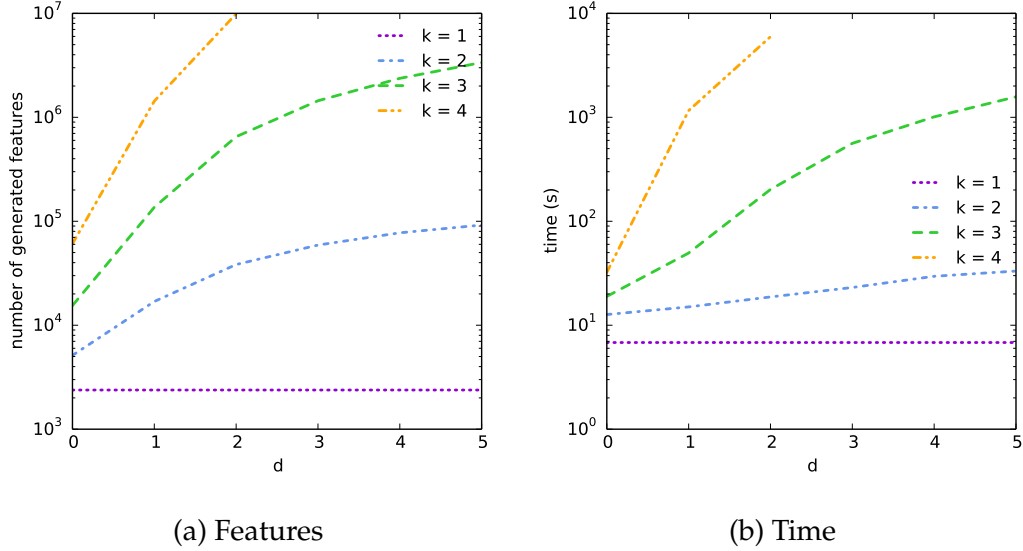 10^7
10^6
10^5
10^4
10^3
number of generated features
k = 1
k = 2
k = 3
k = 4
0 1 2 3 4 5
d
(a) Features
10^4
10^3
10^2
10^1
10^0
time (s)
k = 1
k = 2
k = 3
k = 4
0 1 2 3 4 5
d
(b) Time